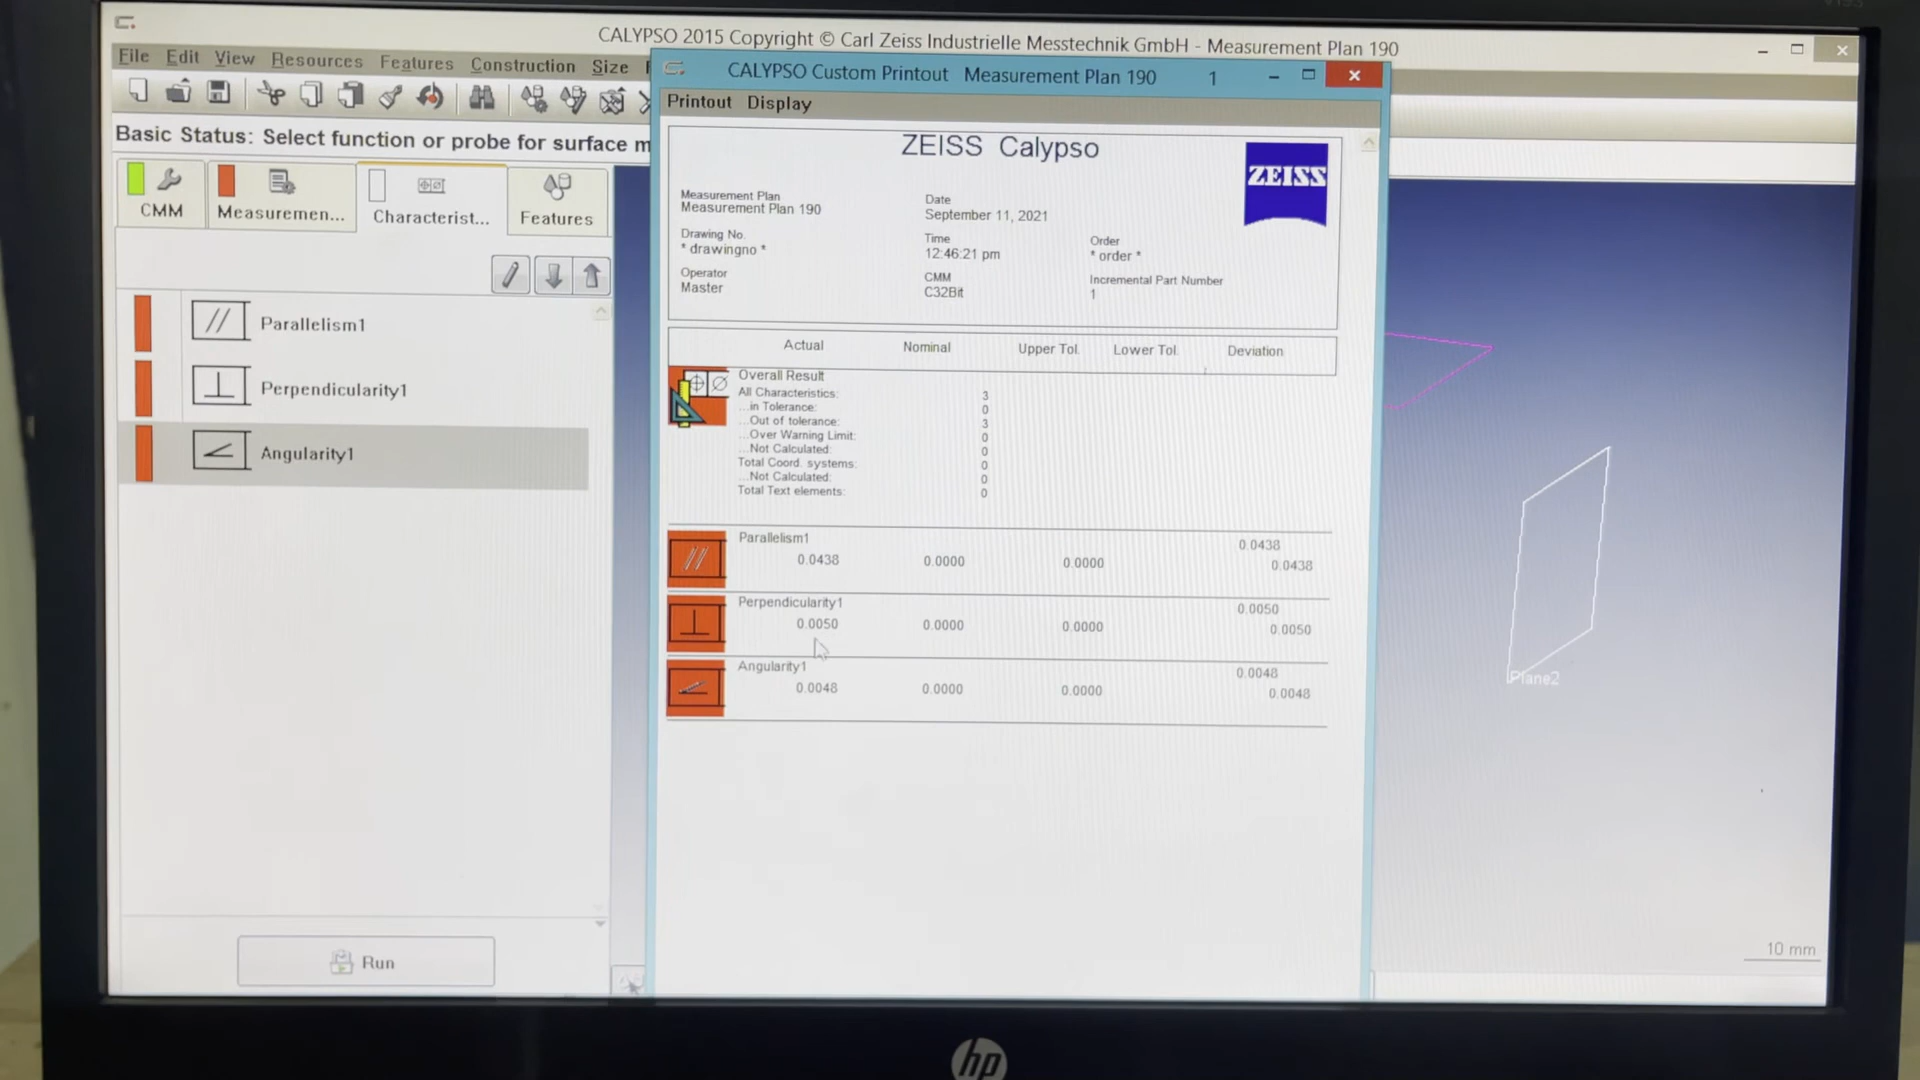 CALYPSO 2015 Copyright © Carl Zeiss Industrielle Messtechnik GmbH - Measurement Plan 190
File Edit View Resources Features Construction Size
Basic Status: Select function or probe for surface m
CMM
Measuremen...
Characterist...
Features
Parallelism1
Perpendicularity1
Angularity1
Run
CALYPSO Custom Printout Measurement Plan 190 1
Printout Display
ZEISS Calypso
ZEISS
Measurement Plan
Measurement Plan 190
Date
September 11, 2021
Drawing No.
* drawingno *
Time
12:46:21 pm
Order
* order *
Operator
Master
CMM
C32Bit
Incremental Part Number
1
Actual Nominal Upper Tol. Lower Tol. Deviation
Overall Result
All Characteristics: 3
...in Tolerance: 0
...Out of tolerance: 3
...Over Warning Limit: 0
...Not Calculated: 0
Total Coord. systems: 0
...Not Calculated: 0
Total Text elements: 0
Parallelism1 0.0438
0.0438 0.0000 0.0000 0.0438
Perpendicularity1 0.0050
0.0050 0.0000 0.0000 0.0050
Angularity1 0.0048
0.0048 0.0000 0.0000 0.0048
Plane2
10 mm
hp